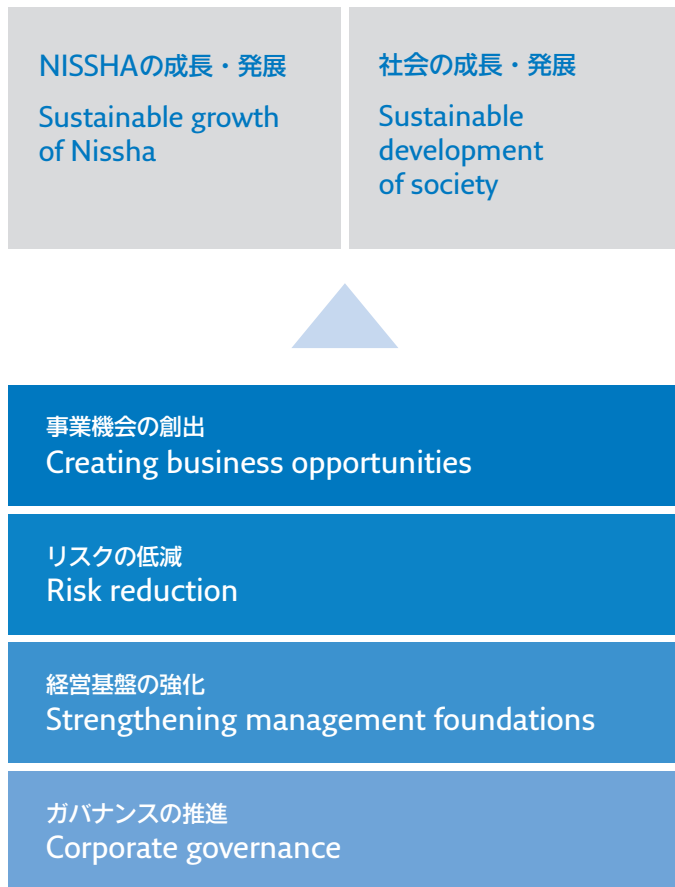 NISSHAの成長・発展
Sustainable growth
of Nissha
社会の成長・発展
Sustainable
development
of society
事業機会の創出
Creating business opportunities
リスクの低減
Risk reduction
経営基盤の強化
Strengthening management foundations
ガバナンスの推進
Corporate governance